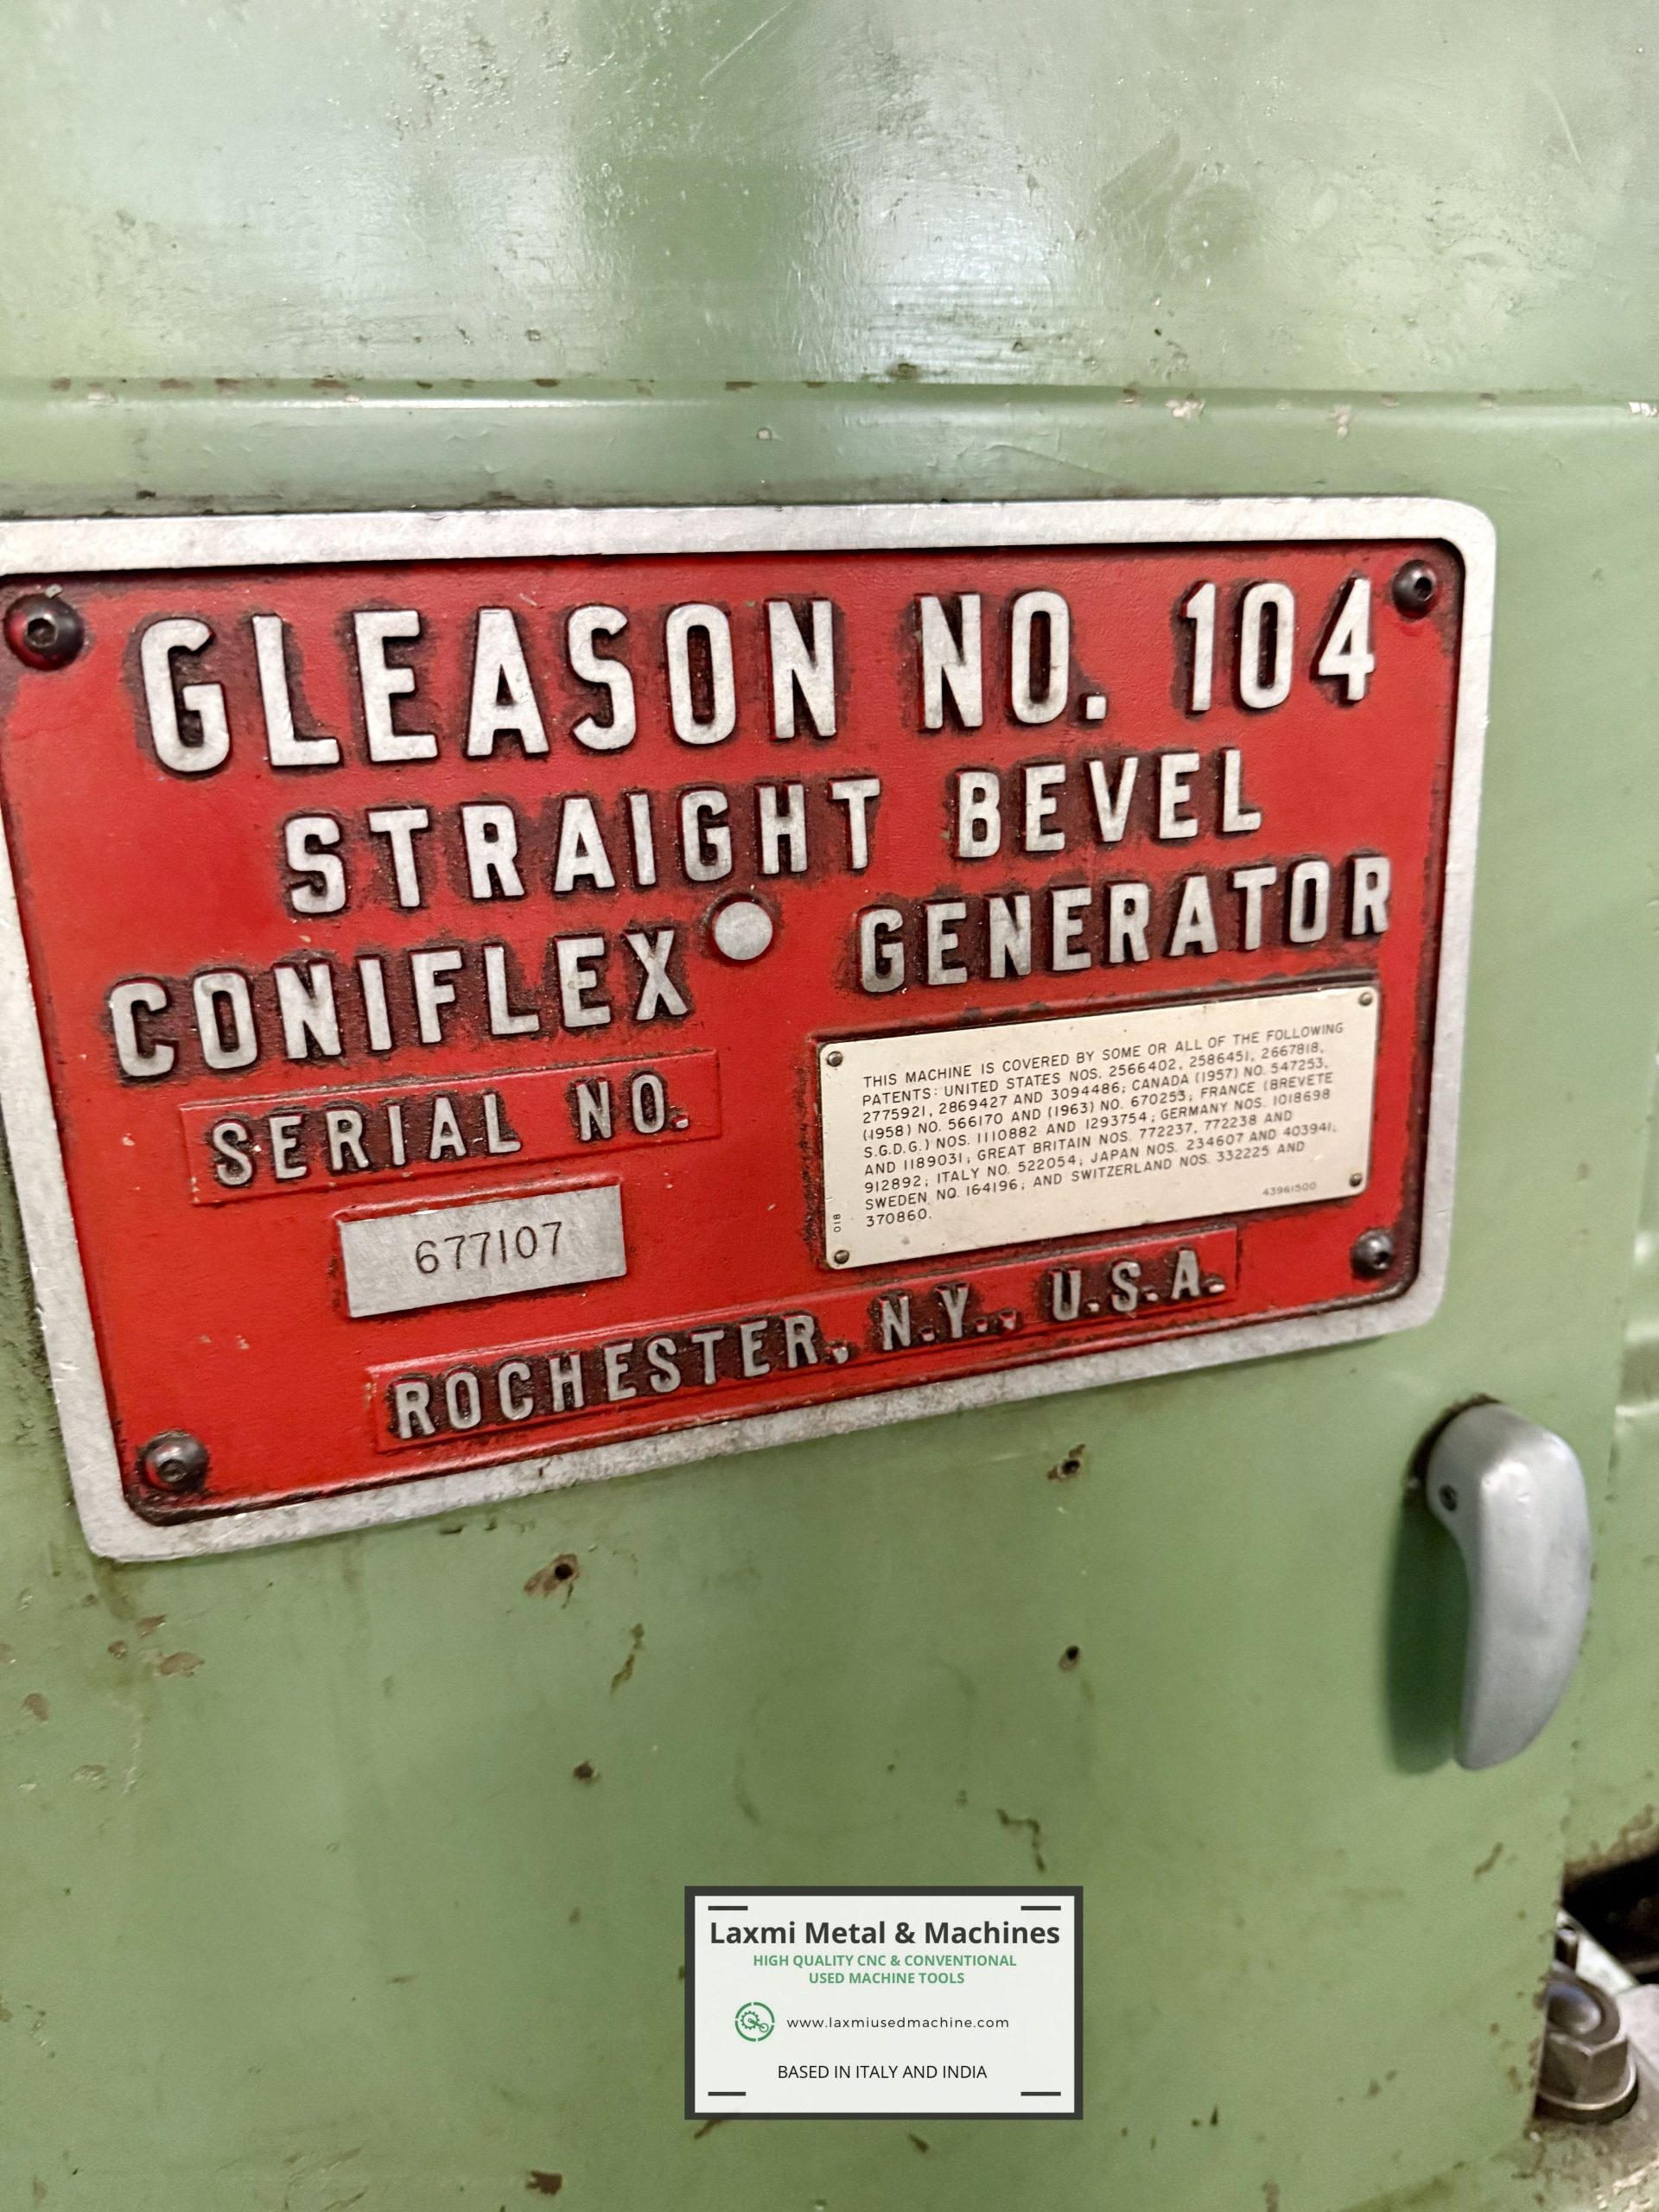 GLEASON NO. 104
STRAIGHT BEVEL
CONIFLEX GENERATOR
SERIAL NO.
677107
THIS MACHINE IS COVERED BY SOME OR ALL OF THE FOLLOWING
PATENTS: UNITED STATES NOS. 2566402, 2586451, 2667818,
2775921, 2869427 AND 3094486; CANADA (1957) NO. 547253,
(1958) NO. 566170 AND (1963) NO. 670253; FRANCE (BREVETE
S.G.D.G.) NOS. 1110882 AND 1293754; GERMANY NOS. 1018698
AND 1189031; GREAT BRITAIN NOS. 772237, 772238 AND
912892; ITALY NO. 522054; JAPAN NOS. 234607 AND 403941;
SWEDEN NO. 164196; AND SWITZERLAND NOS. 332225 AND
370860.
018
43961500
ROCHESTER, N.Y., U.S.A.
Laxmi Metal & Machines
HIGH QUALITY CNC & CONVENTIONAL
USED MACHINE TOOLS
www.laxmiusedmachine.com
BASED IN ITALY AND INDIA